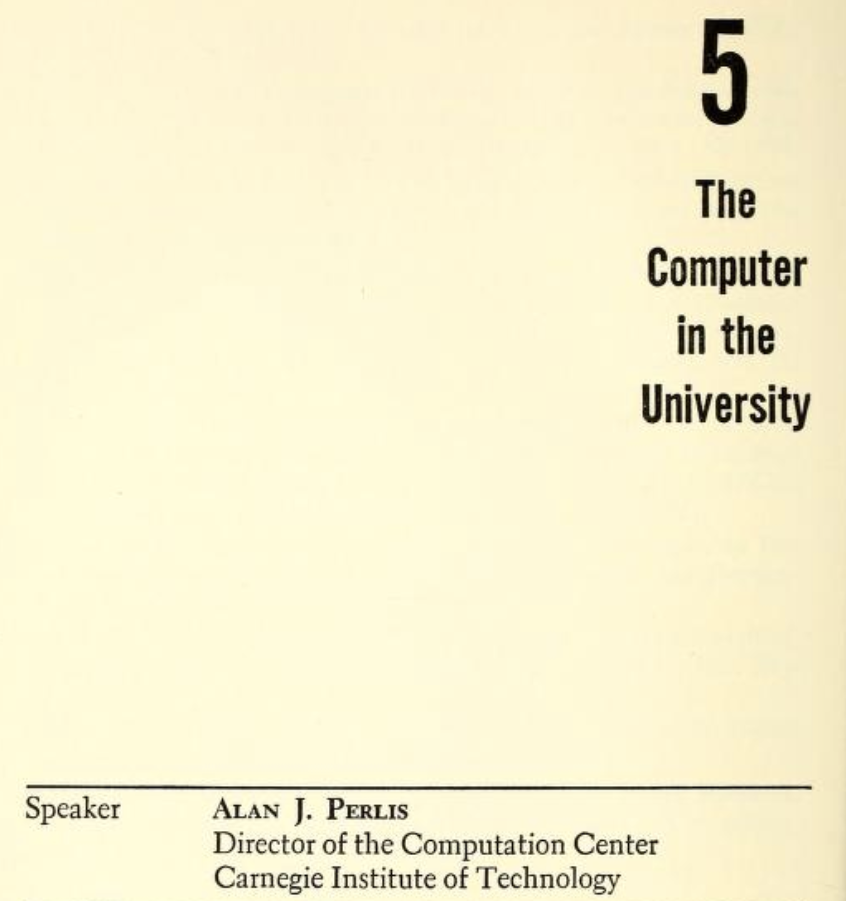 5
The
Computer
in the
University
Speaker ALAN J. PERLIS
Director of the Computation Center
Carnegie Institute of Technology